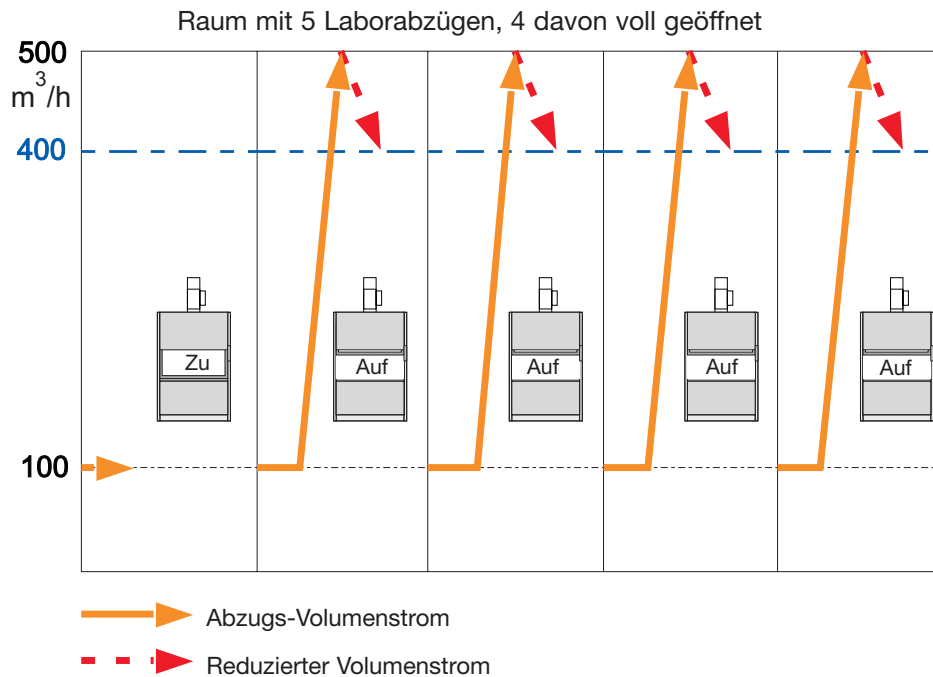 Raum mit 5 Laborabzügen, 4 davon voll geöffnet
500
m³/h
400
Zu
Auf
Auf
Auf
Auf
100
Abzugs-Volumenstrom
Reduzierter Volumenstrom